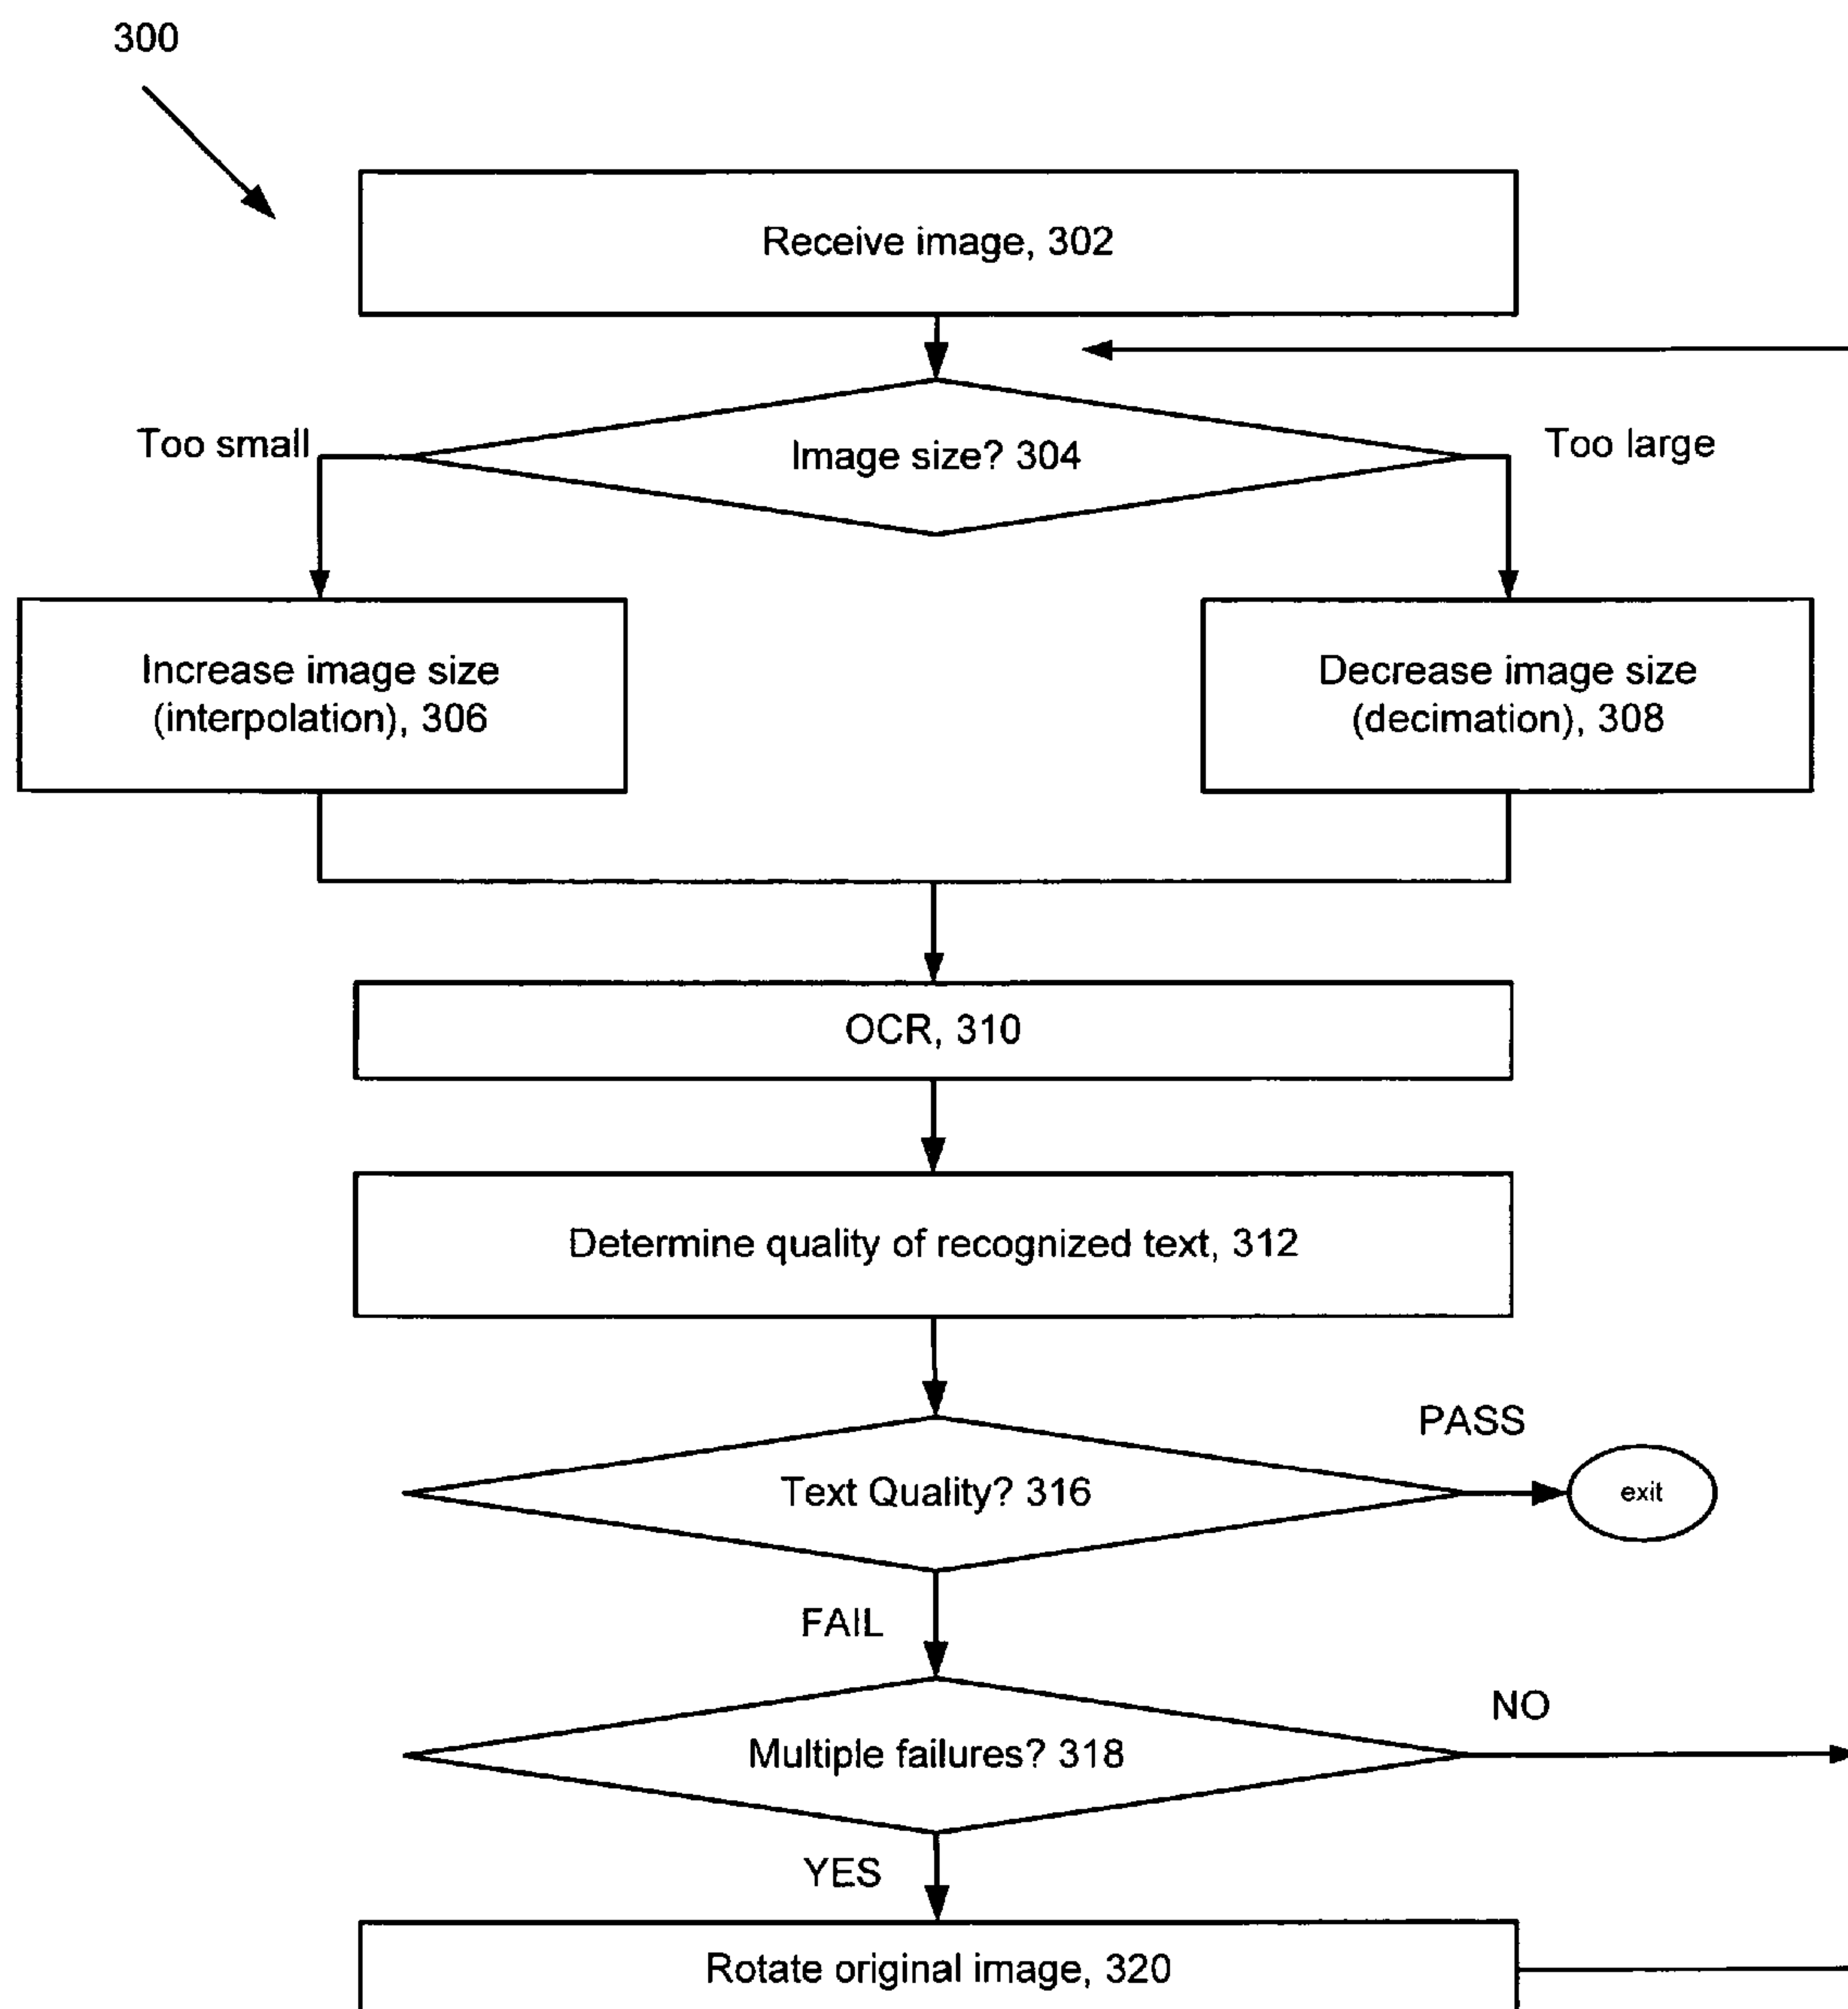 300
Receive image, 302
Too small
Image size? 304
Too large
Increase image size
(interpolation), 306
Decrease image size
(decimation), 308
OCR, 310
Determine quality of recognized text, 312
PASS
Text Quality? 316
exit
FAIL
NO
Multiple failures? 318
YES
Rotate original image, 320